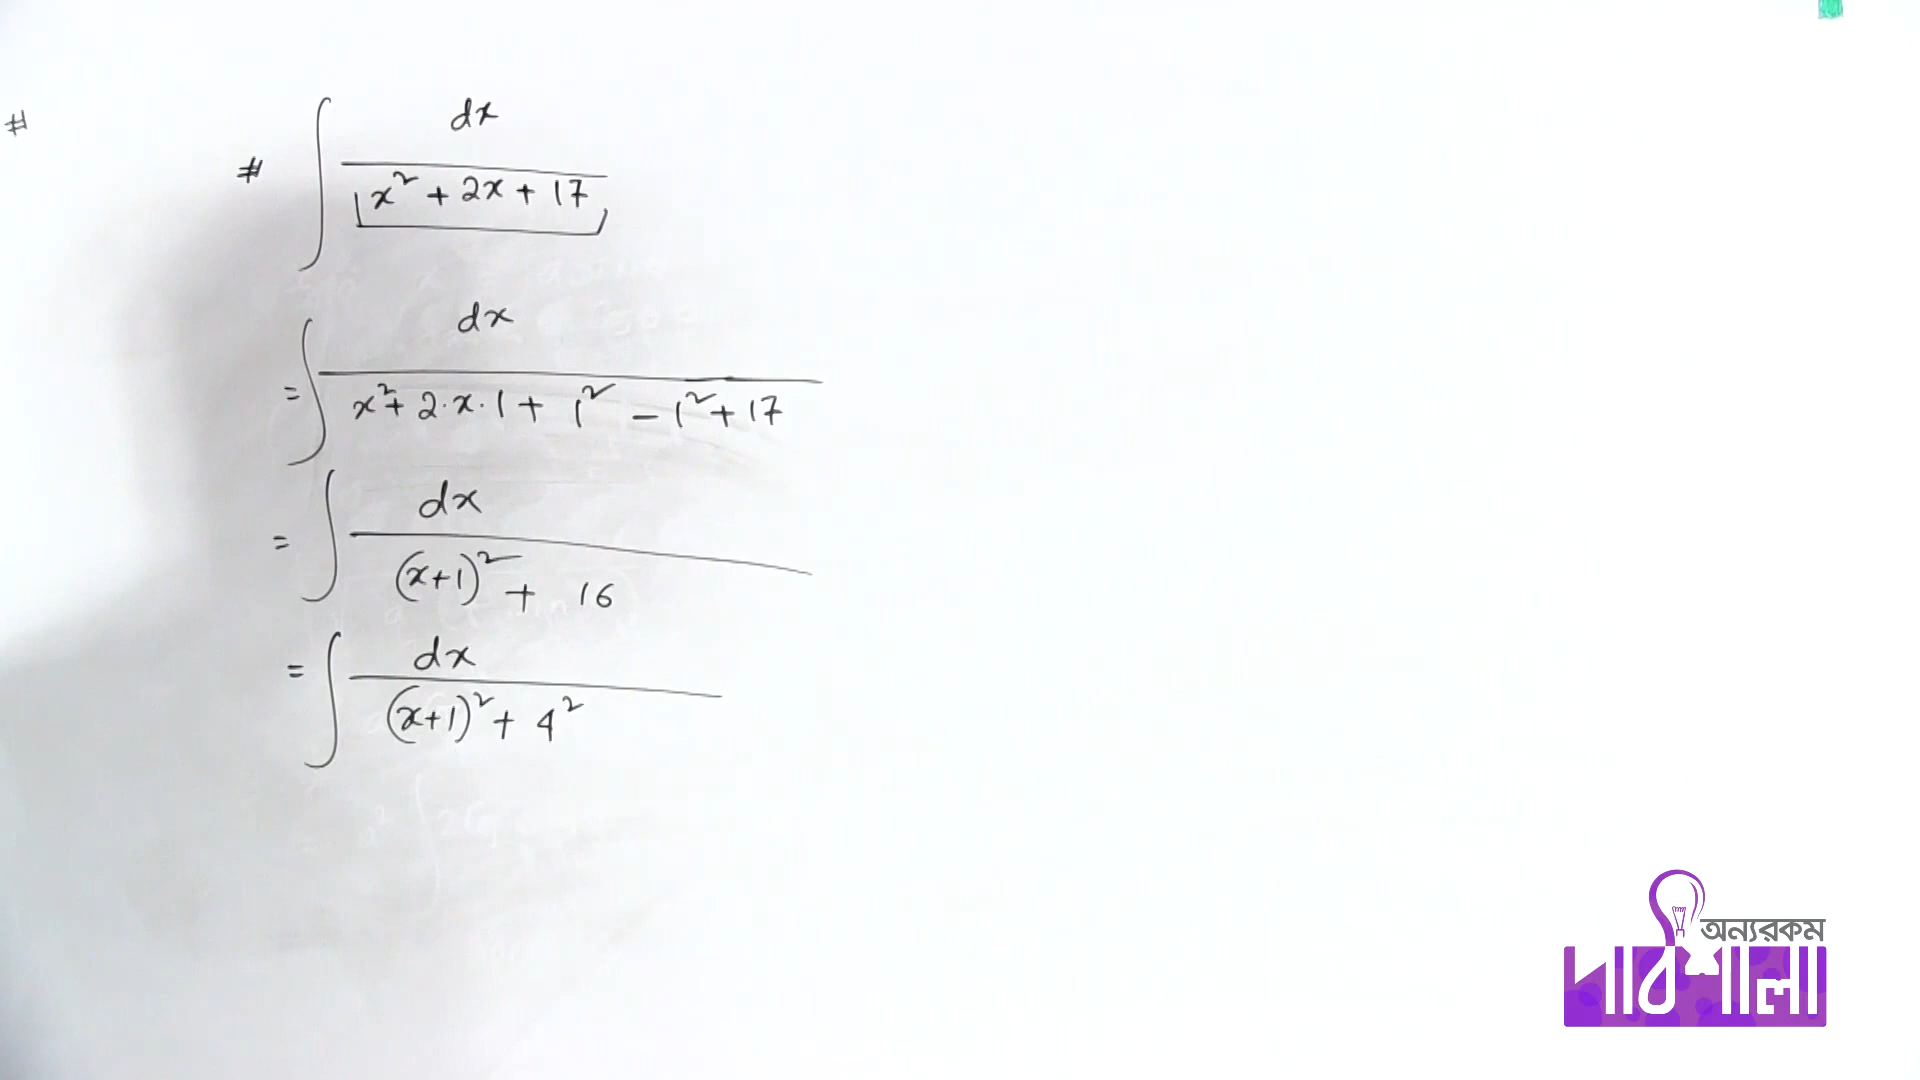 #
# ∫ dx / (x² + 2x + 17)
= ∫ dx / (x² + 2·x·1 + 1² − 1² + 17)
= ∫ dx / ((x+1)² + 16)
= ∫ dx / ((x+1)² + 4²)
অন্যরকম
পাঠশালা